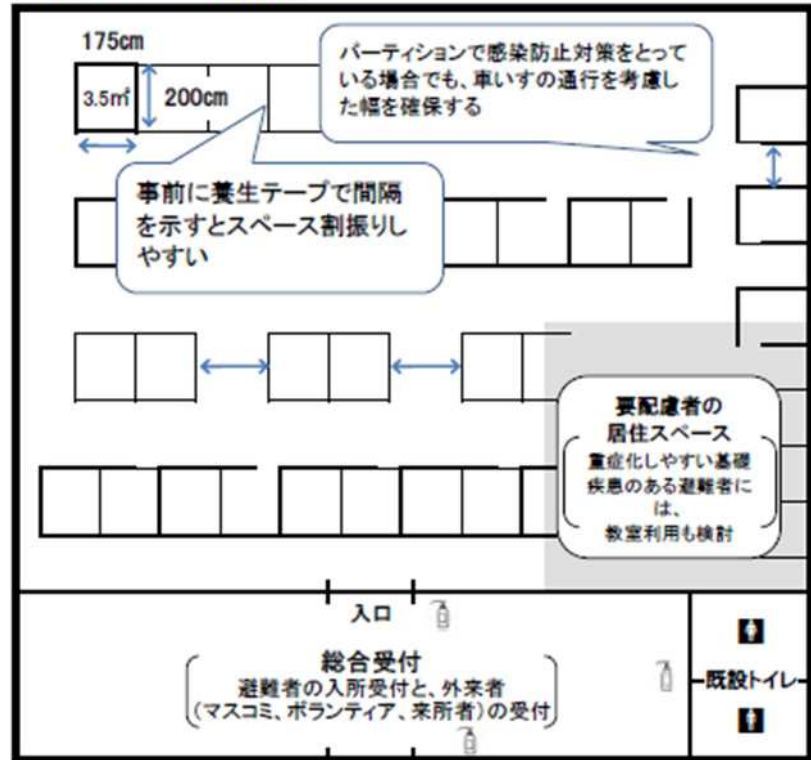 175cm
3.5㎡
200cm
パーティションで感染防止対策をとって
いる場合でも、車いすの通行を考慮し
た幅を確保する
事前に養生テープで間隔
を示すとスペース割振りし
やすい
要配慮者の
居住スペース
重症化しやすい基礎
疾患のある避難者に
は、
教室利用も検討
入口
総合受付
避難者の入所受付と、外来者
(マスコミ、ボランティア、来所者)の受付
既設トイレ